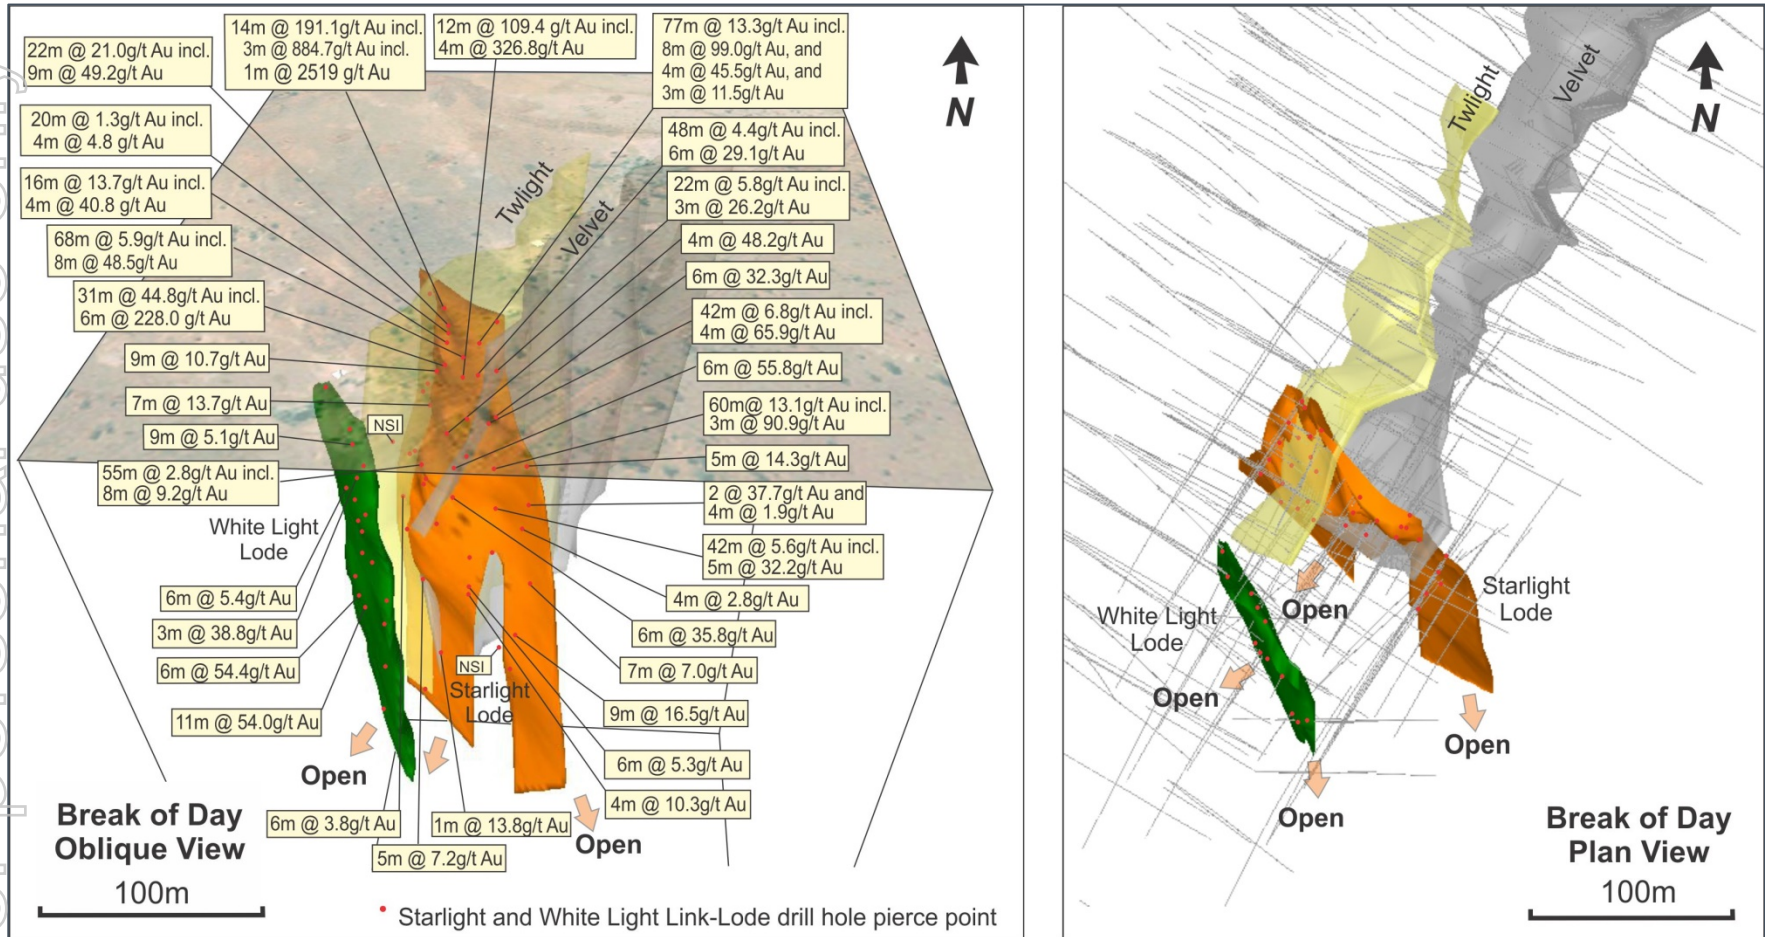 22m @ 21.0g/t Au incl.
9m @ 49.2g/t Au
14m @ 191.1g/t Au incl.
3m @ 884.7g/t Au incl.
1m @ 2519 g/t Au
12m @ 109.4 g/t Au incl.
4m @ 326.8g/t Au
77m @ 13.3g/t Au incl.
8m @ 99.0g/t Au, and
4m @ 45.5g/t Au, and
3m @ 11.5g/t Au
N
20m @ 1.3g/t Au incl.
4m @ 4.8 g/t Au
48m @ 4.4g/t Au incl.
6m @ 29.1g/t Au
16m @ 13.7g/t Au incl.
4m @ 40.8 g/t Au
22m @ 5.8g/t Au incl.
3m @ 26.2g/t Au
68m @ 5.9g/t Au incl.
8m @ 48.5g/t Au
4m @ 48.2g/t Au
31m @ 44.8g/t Au incl.
6m @ 228.0 g/t Au
6m @ 32.3g/t Au
42m @ 6.8g/t Au incl.
4m @ 65.9g/t Au
9m @ 10.7g/t Au
6m @ 55.8g/t Au
7m @ 13.7g/t Au
60m@ 13.1g/t Au incl.
3m @ 90.9g/t Au
9m @ 5.1g/t Au
5m @ 14.3g/t Au
55m @ 2.8g/t Au incl.
8m @ 9.2g/t Au
2 @ 37.7g/t Au and
4m @ 1.9g/t Au
42m @ 5.6g/t Au incl.
5m @ 32.2g/t Au
6m @ 5.4g/t Au
4m @ 2.8g/t Au
3m @ 38.8g/t Au
6m @ 35.8g/t Au
6m @ 54.4g/t Au
7m @ 7.0g/t Au
11m @ 54.0g/t Au
9m @ 16.5g/t Au
6m @ 5.3g/t Au
4m @ 10.3g/t Au
6m @ 3.8g/t Au
1m @ 13.8g/t Au
5m @ 7.2g/t Au
Twlight
Velvet
NSI
White Light
Lode
NSI
Starlight
Lode
Open
Open
Break of Day
Oblique View
100m
Starlight and White Light Link-Lode drill hole pierce point
Twlight
Velvet
N
White Light
Lode
Starlight
Lode
Open
Open
Open
Open
Break of Day
Plan View
100m